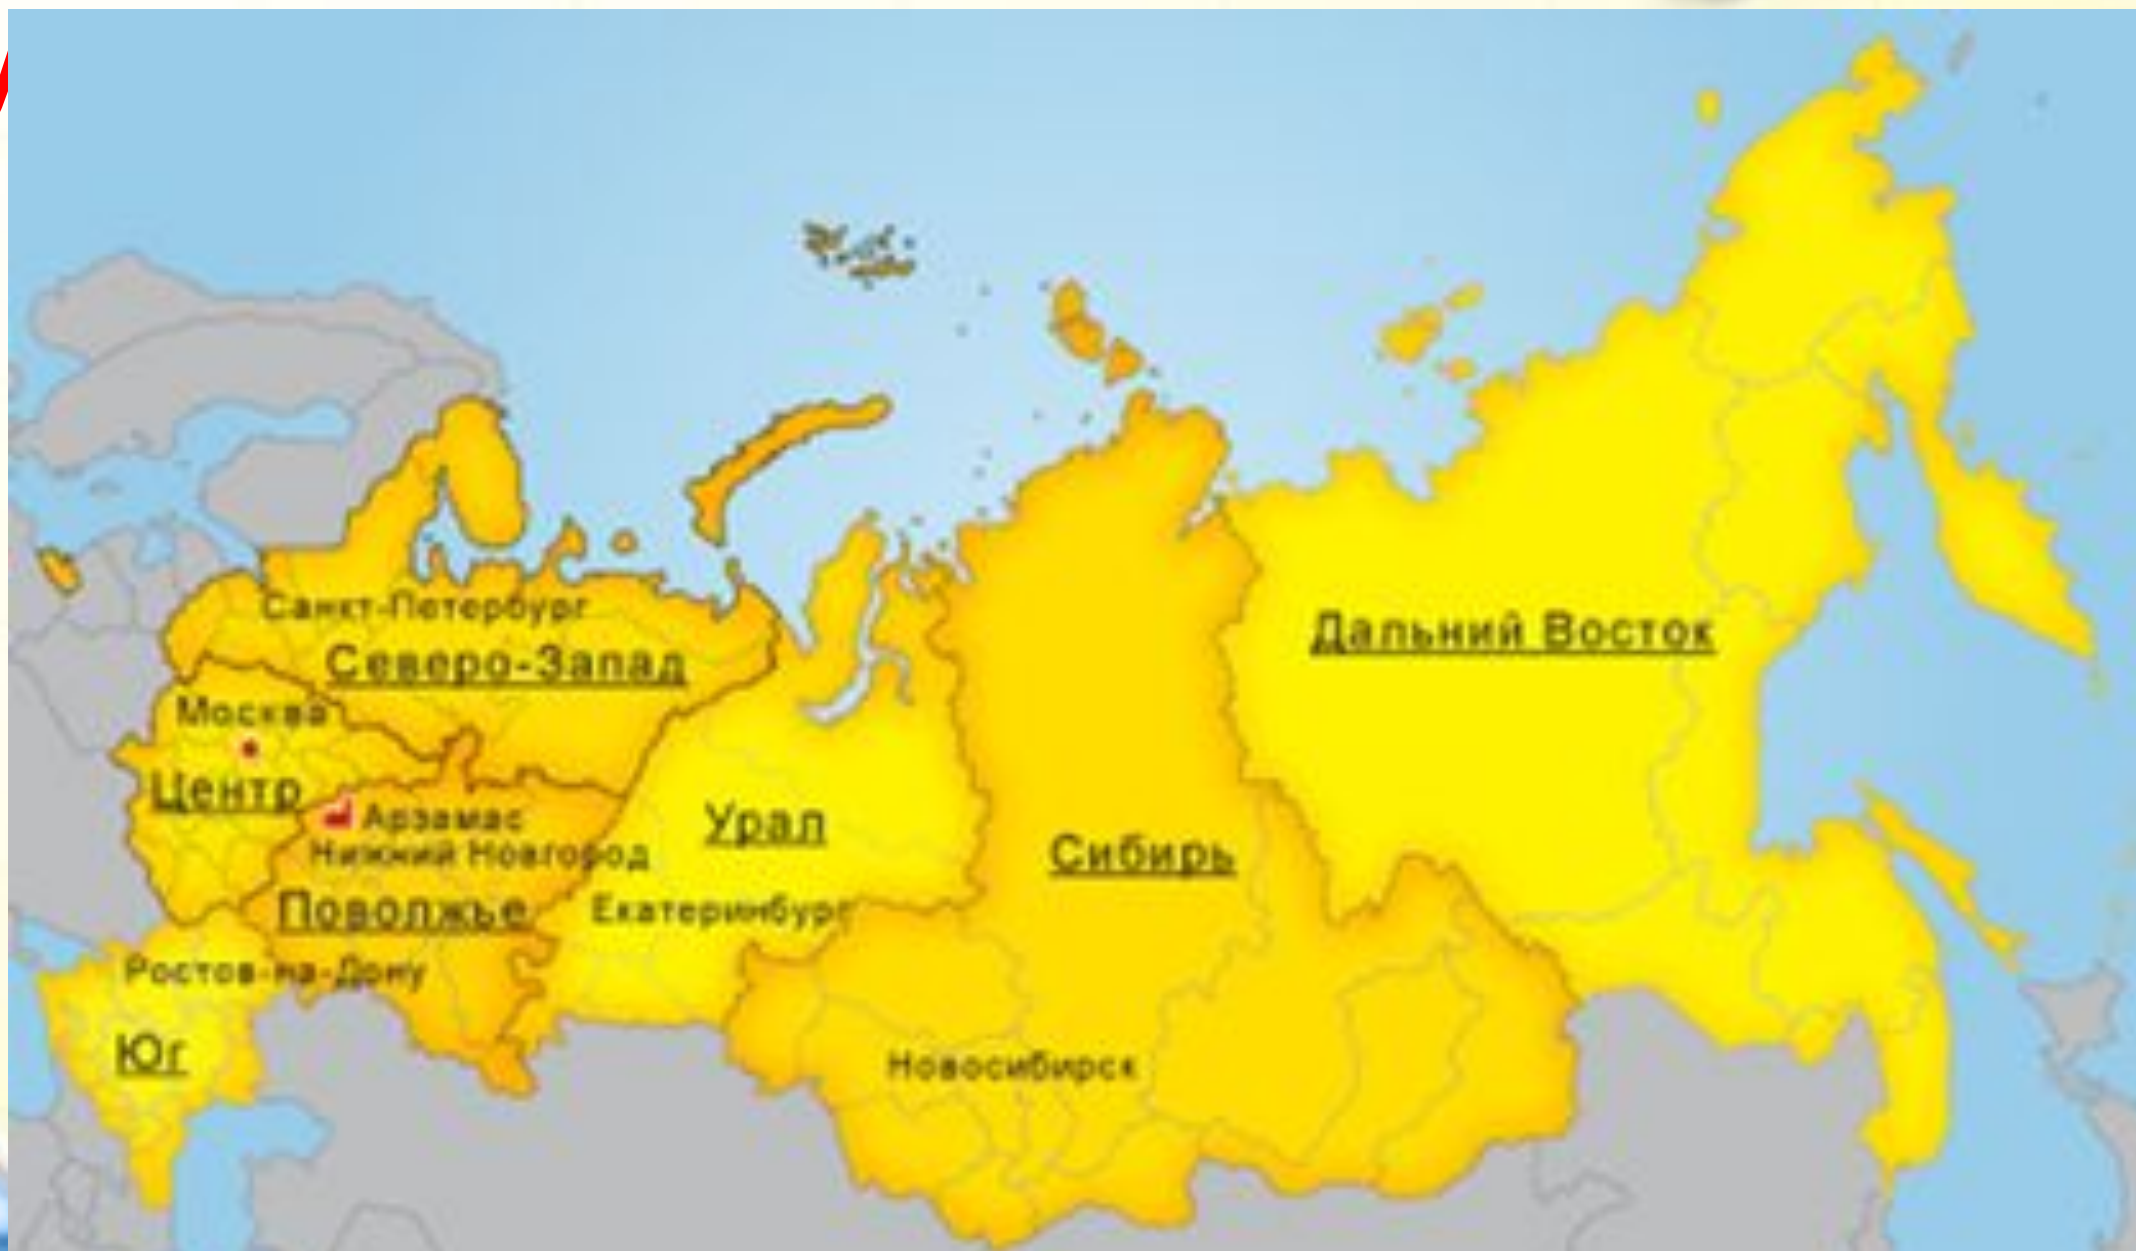 Санкт-Петербург
Северо-Запад
Дальний Восток
Москва
Центр
Арзамас
Нижний Новгород
Урал
Сибирь
Поволжье
Екатеринбург
Ростов-на-Дону
Юг
Новосибирск